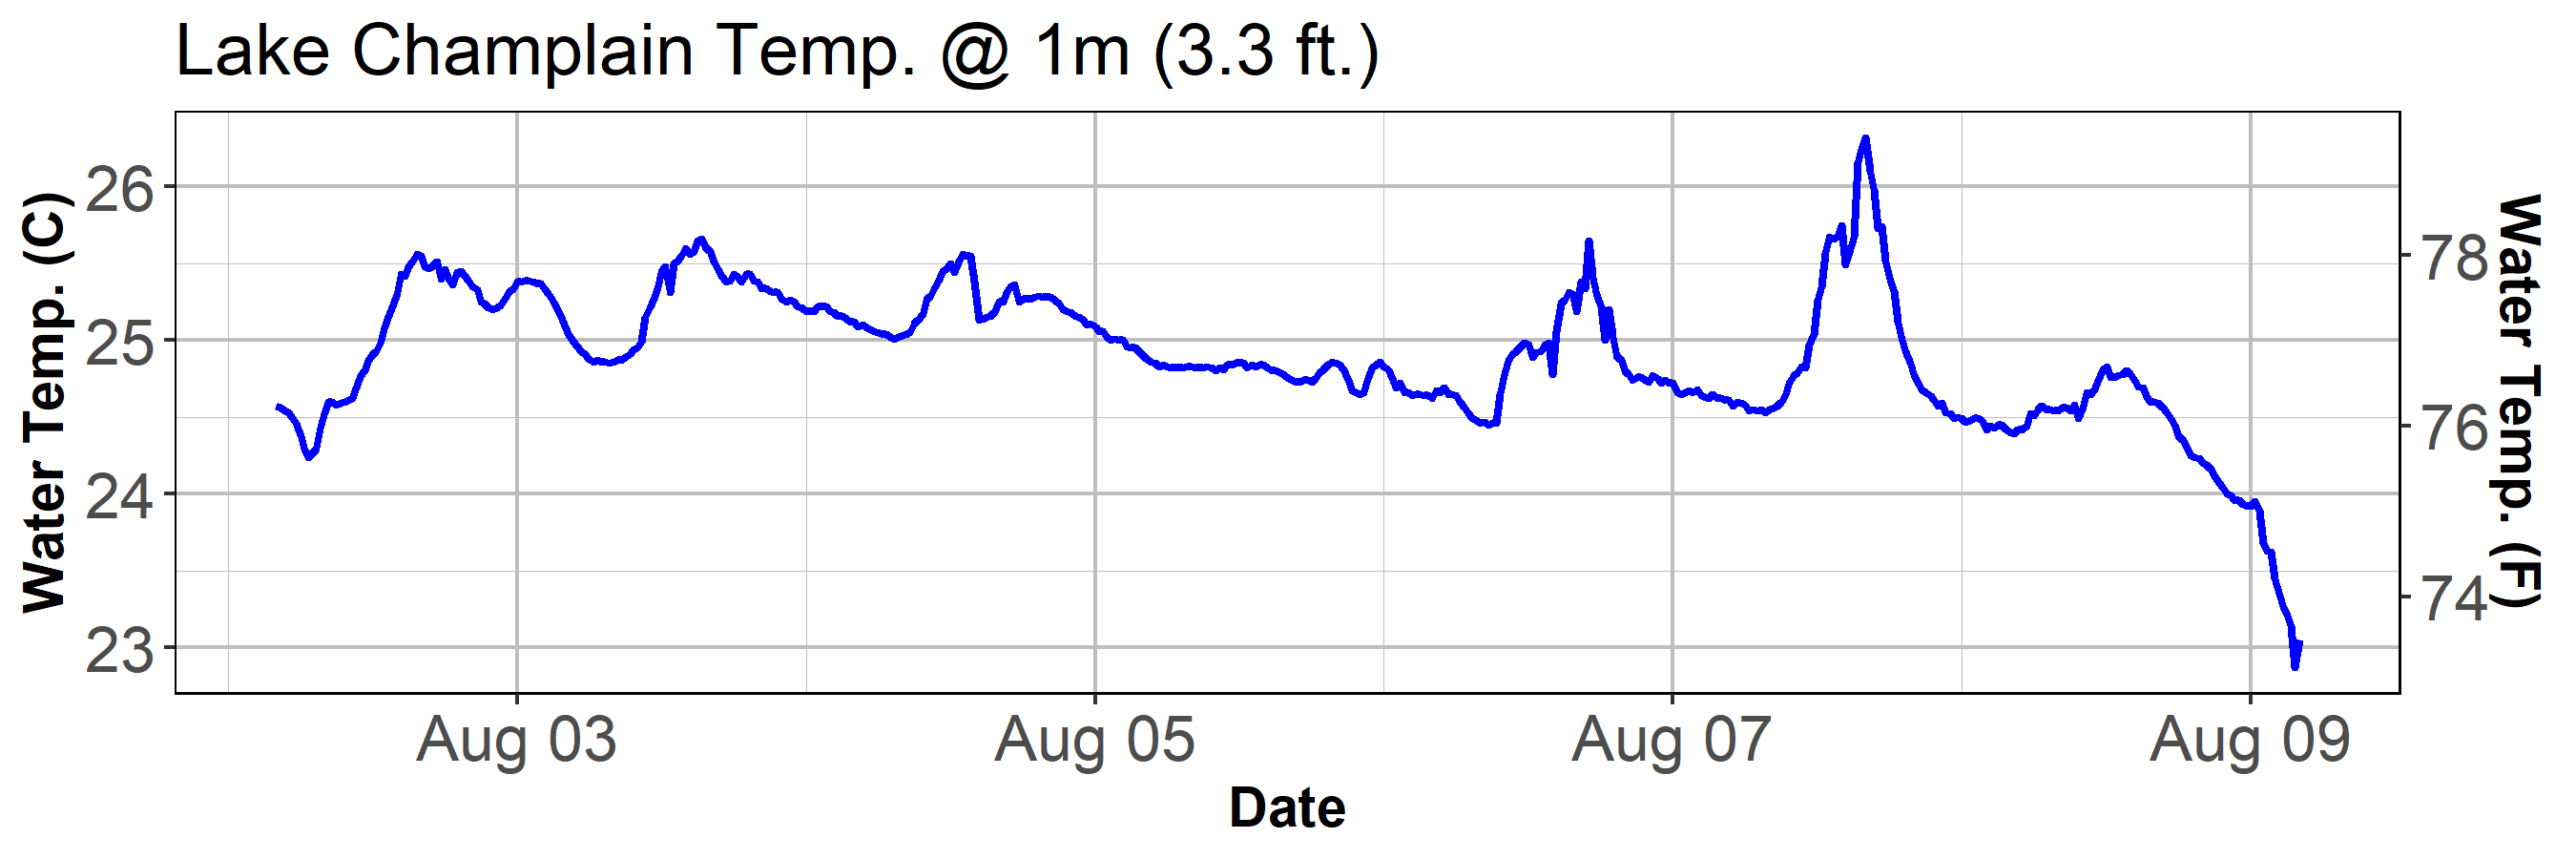 Lake Champlain Temp. @ 1m (3.3 ft.)
Water Temp. (C)
26
25
24
23
78
76
74
Water Temp. (F)
Aug 03
Aug 05
Aug 07
Aug 09
Date